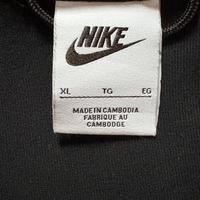 NIKE
XL TG EG
MADE IN CAMBODIA
FABRIQUE AU
CAMBODGE